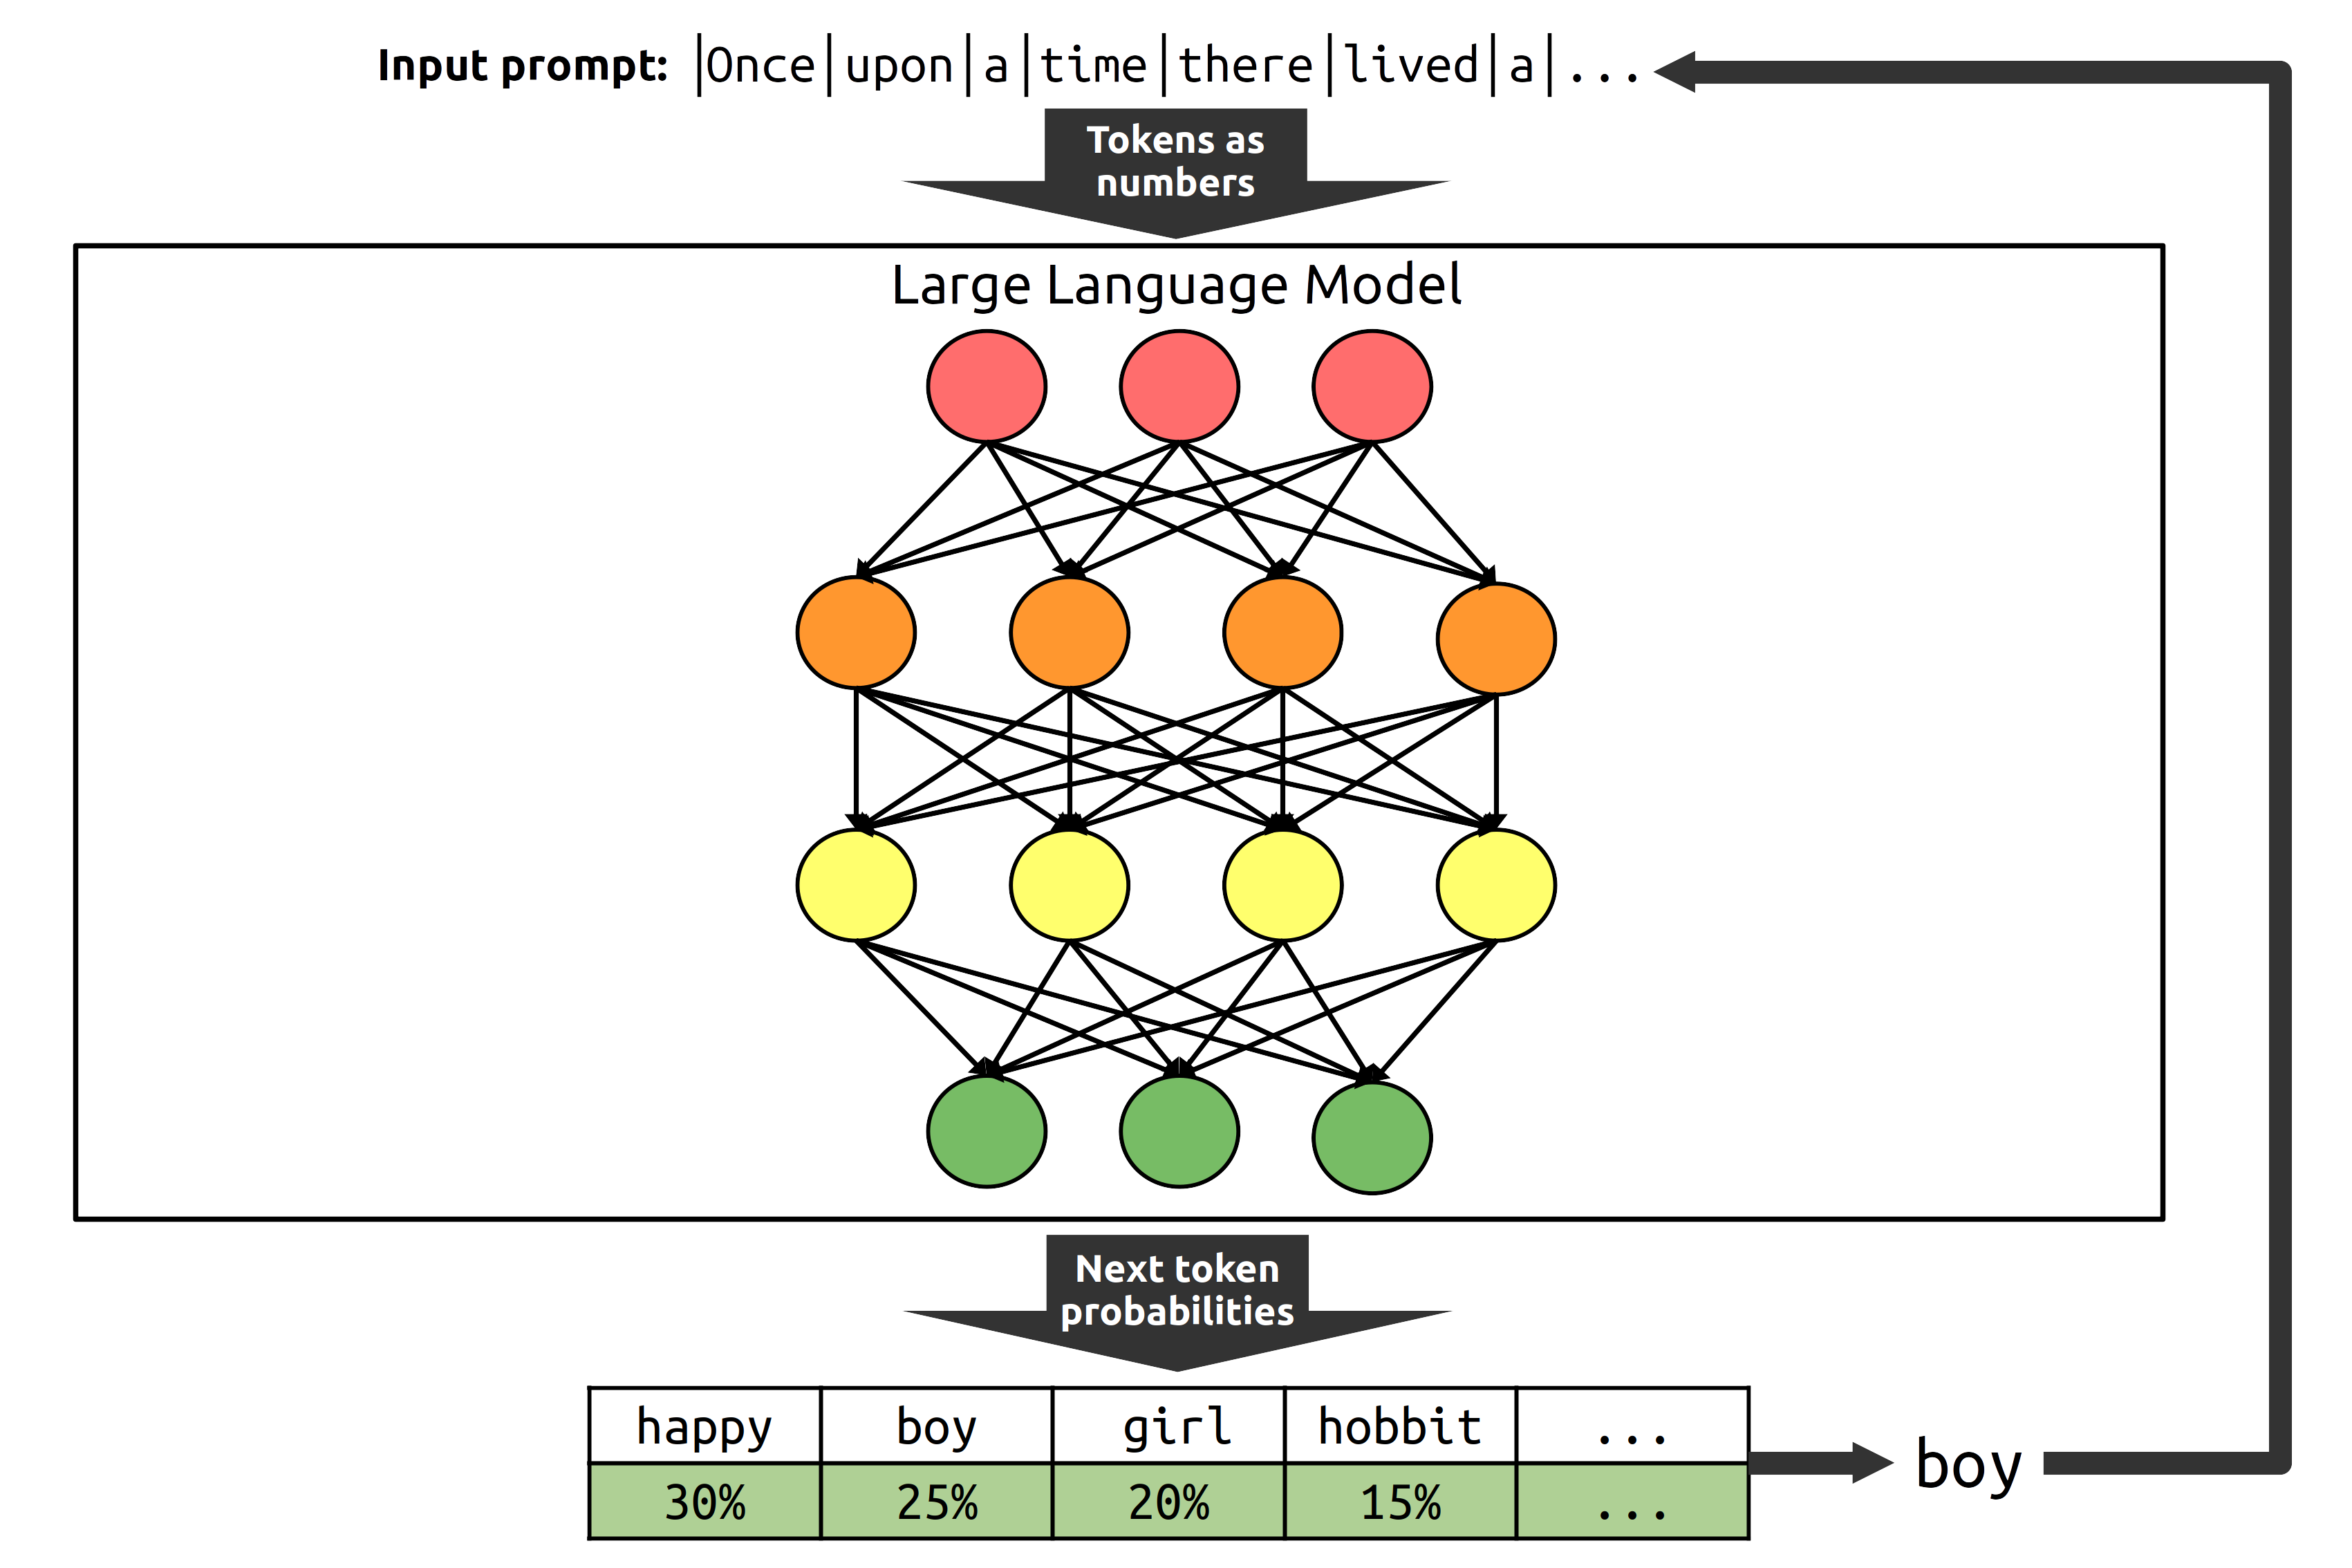 Input prompt: |Once|upon|a|time|there|lived|a|...
Tokens as
numbers
Large Language Model
Next token
probabilities
happy boy girl hobbit ...
30% 25% 20% 15% ...
boy